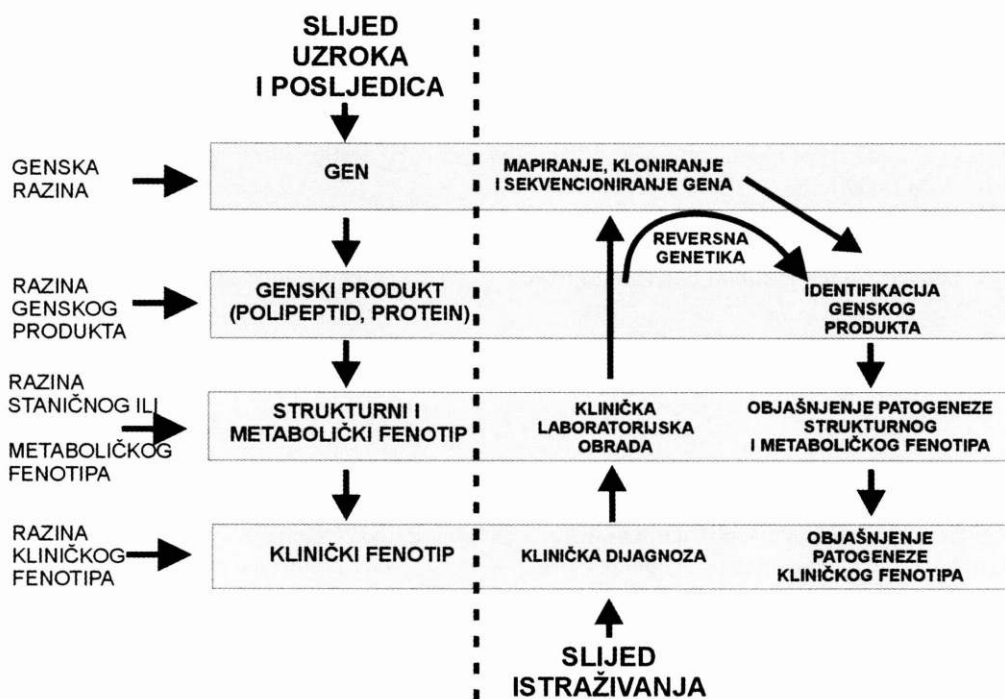 SLIJED
UZROKA
I POSLJEDICA
GENSKA
RAZINA
GEN
MAPIRANJE, KLONIRANJE
I SEKVENCIONIRANJE GENA
REVERSNA
GENETIKA
RAZINA
GENSKOG
PRODUKTA
GENSKI PRODUKT
(POLIPEPTID, PROTEIN)
IDENTIFIKACIJA
GENSKOG
PRODUKTA
RAZINA
STANIČNOG ILI
METABOLIČKOG
FENOTIPA
STRUKTURNI I
METABOLIČKI FENOTIP
KLINIČKA
LABORATORIJSKA
OBRADA
OBJAŠNJENJE PATOGENEZE
STRUKTURNOG
I METABOLIČKOG FENOTIPA
RAZINA
KLINIČKOG
FENOTIPA
KLINIČKI FENOTIP
KLINIČKA DIJAGNOZA
OBJAŠNJENJE
PATOGENEZE
KLINIČKOG FENOTIPA
SLIJED
ISTRAŽIVANJA